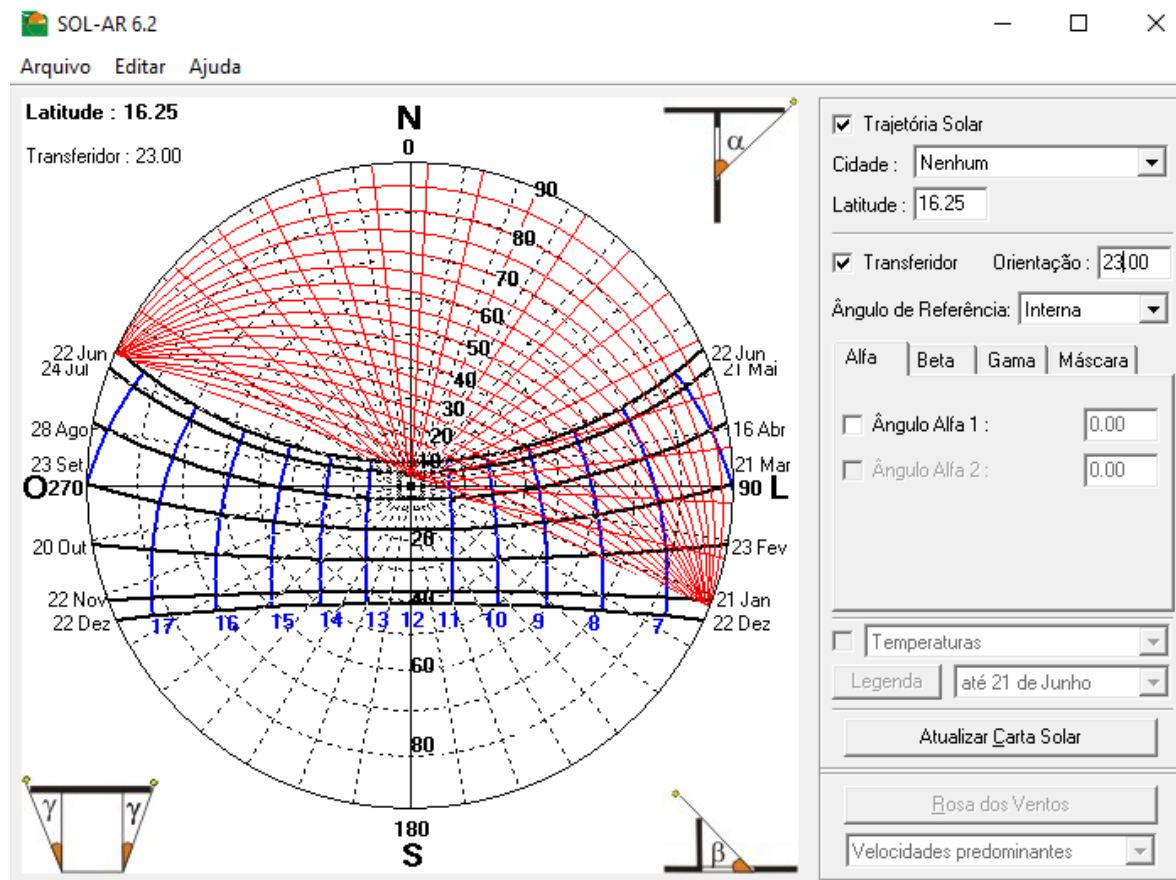 SOL-AR 6.2
Arquivo Editar Ajuda
Latitude : 16.25
Transferidor : 23.00
N
0
90
80
70
60
50
40
30
20
10
22 Jun
24 Jul
28 Ago
23 Set
O 270
20 Out
22 Nov
22 Dez
22 Jun
21 Mai
16 Abr
21 Mar
90 L
23 Fev
21 Jan
22 Dez
20
40
17 16 15 14 13 12 11 10 9 8 7
60
80
180
S
α
γ γ
β
Trajetória Solar
Cidade : Nenhum
Latitude : 16.25
Transferidor Orientação : 23.00
Ângulo de Referência: Interna
Alfa Beta Gama Máscara
Ângulo Alfa 1 : 0.00
Ângulo Alfa 2 : 0.00
Temperaturas
Legenda até 21 de Junho
Atualizar Carta Solar
Rosa dos Ventos
Velocidades predominantes